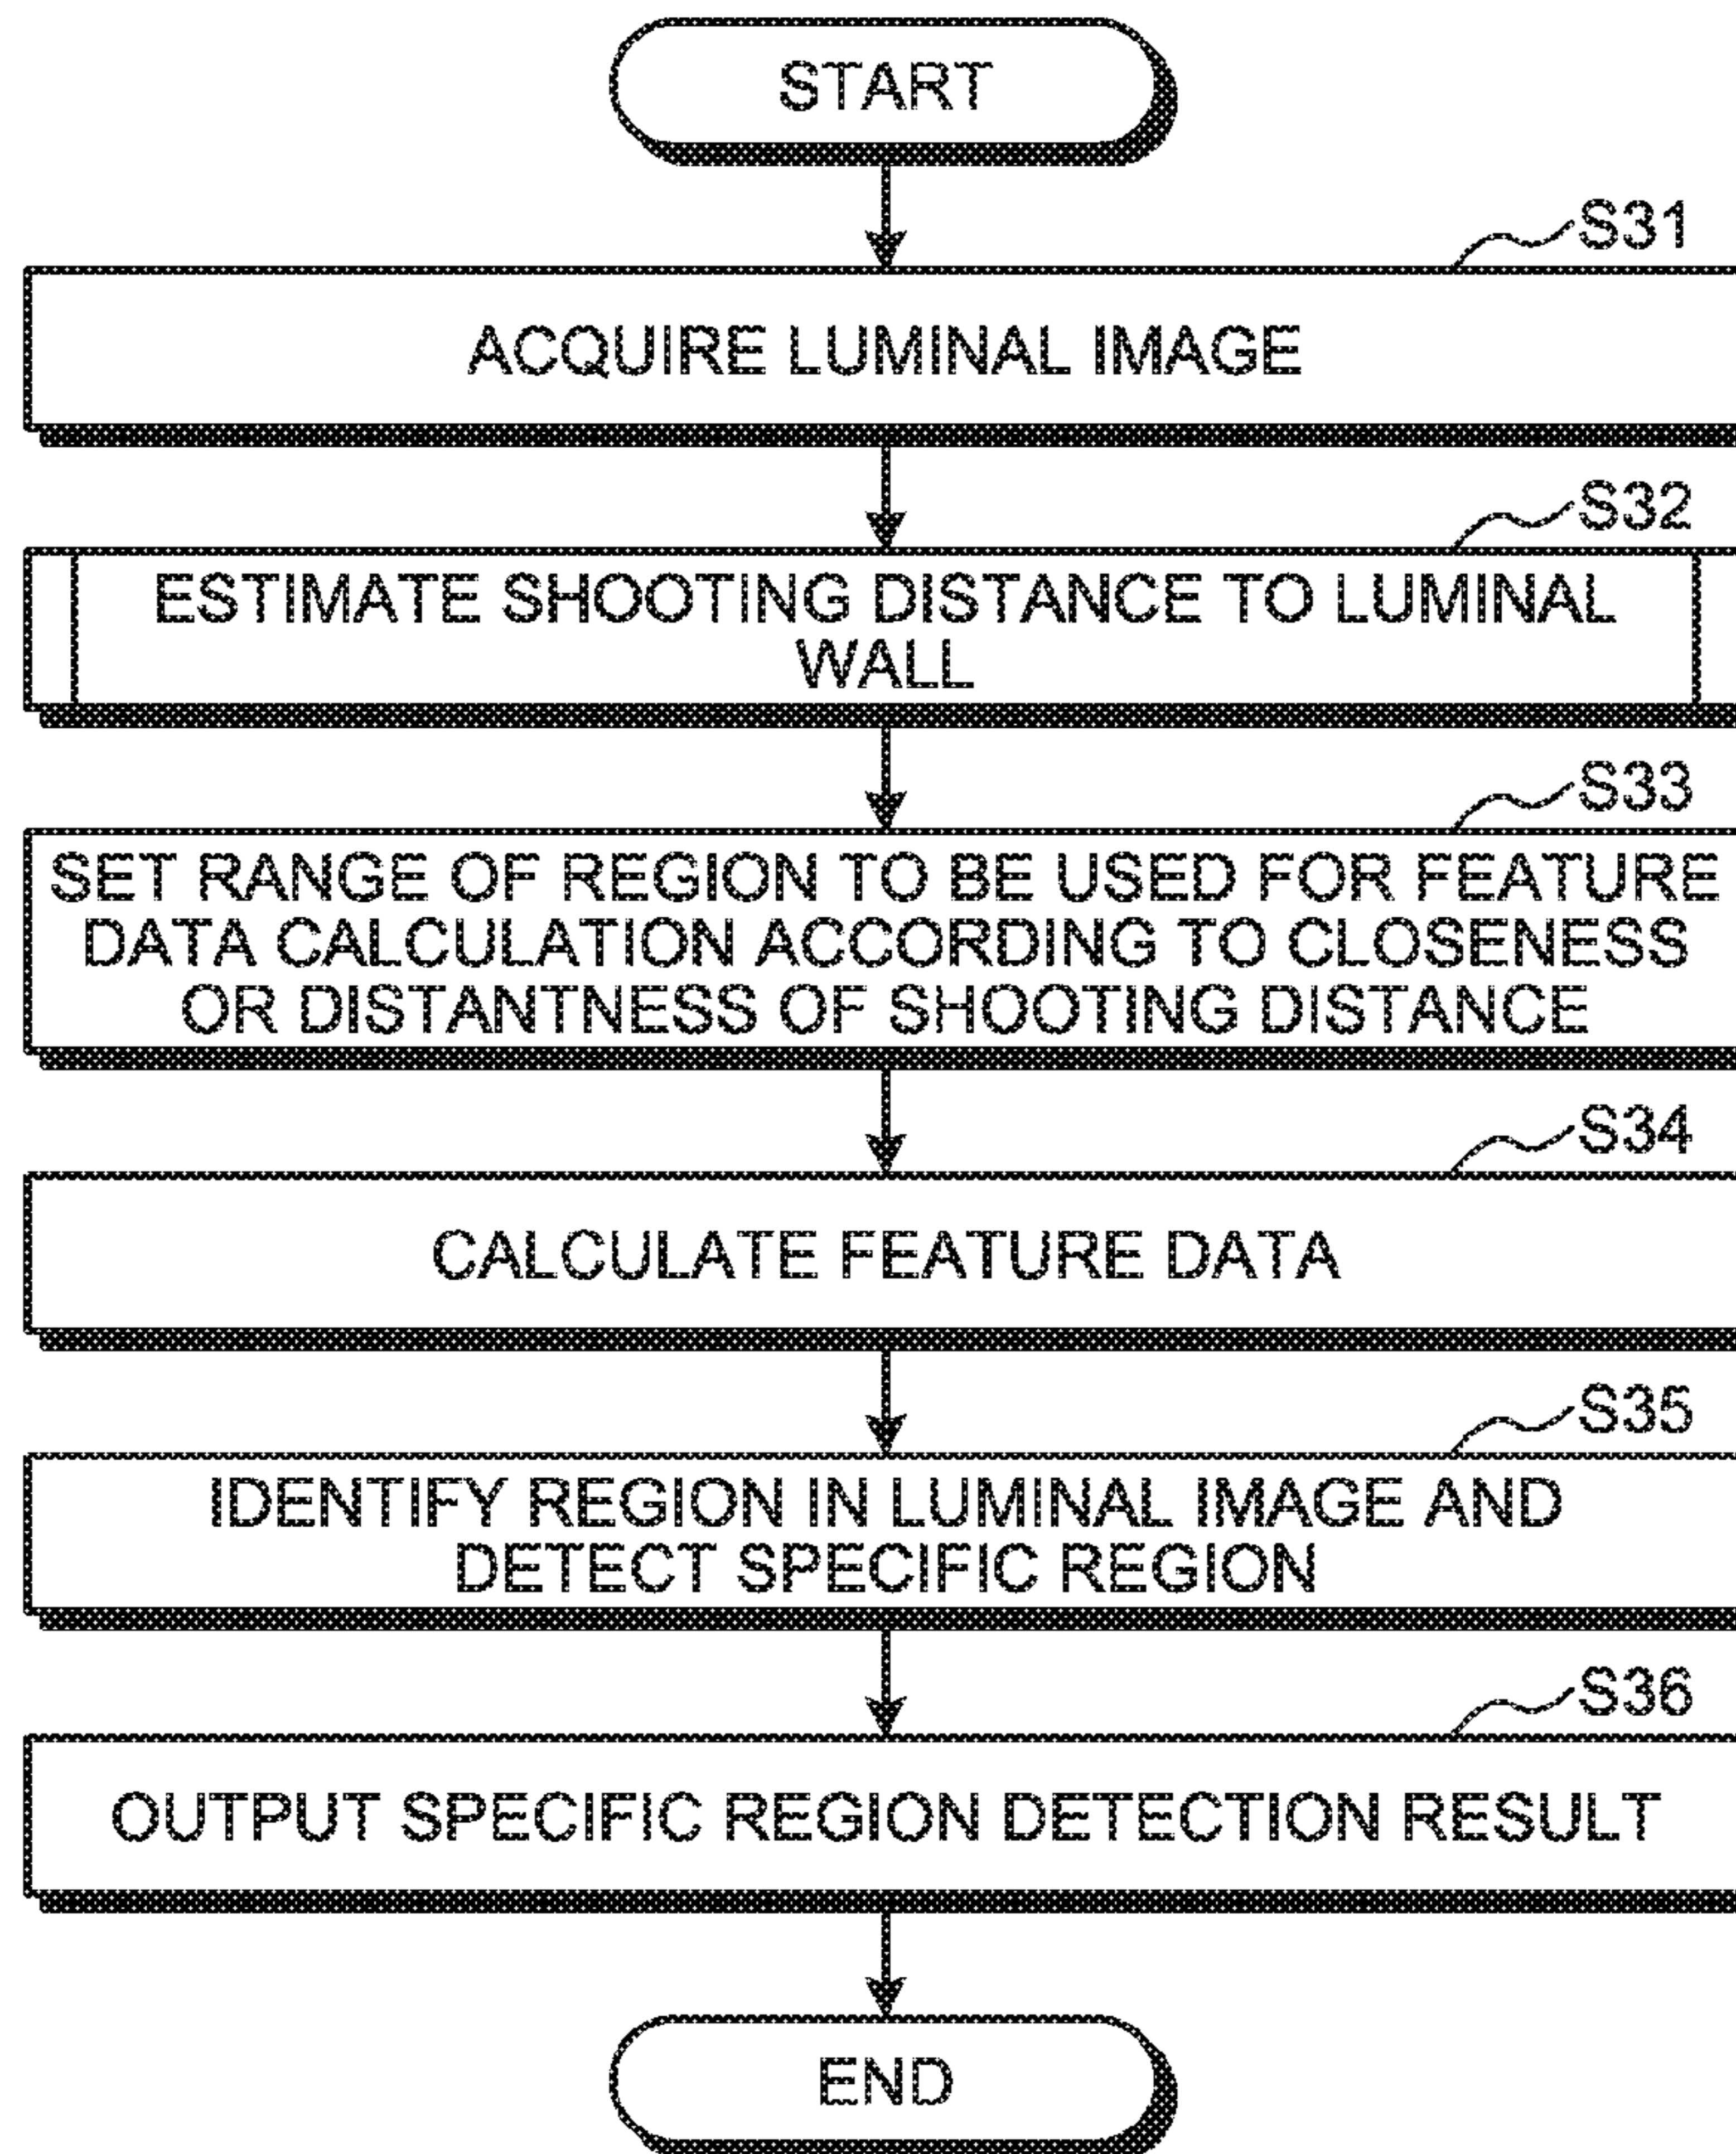 START
S31
ACQUIRE LUMINAL IMAGE
S32
ESTIMATE SHOOTING DISTANCE TO LUMINAL
WALL
S33
SET RANGE OF REGION TO BE USED FOR FEATURE
DATA CALCULATION ACCORDING TO CLOSENESS
OR DISTANTNESS OF SHOOTING DISTANCE
S34
CALCULATE FEATURE DATA
S35
IDENTIFY REGION IN LUMINAL IMAGE AND
DETECT SPECIFIC REGION
S36
OUTPUT SPECIFIC REGION DETECTION RESULT
END